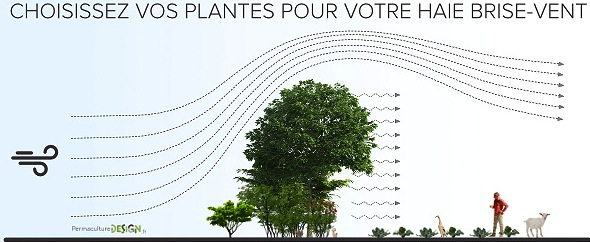 CHOISISSEZ VOS PLANTES POUR VOTRE HAIE BRISE-VENT
PermacultureDESIGN.fr